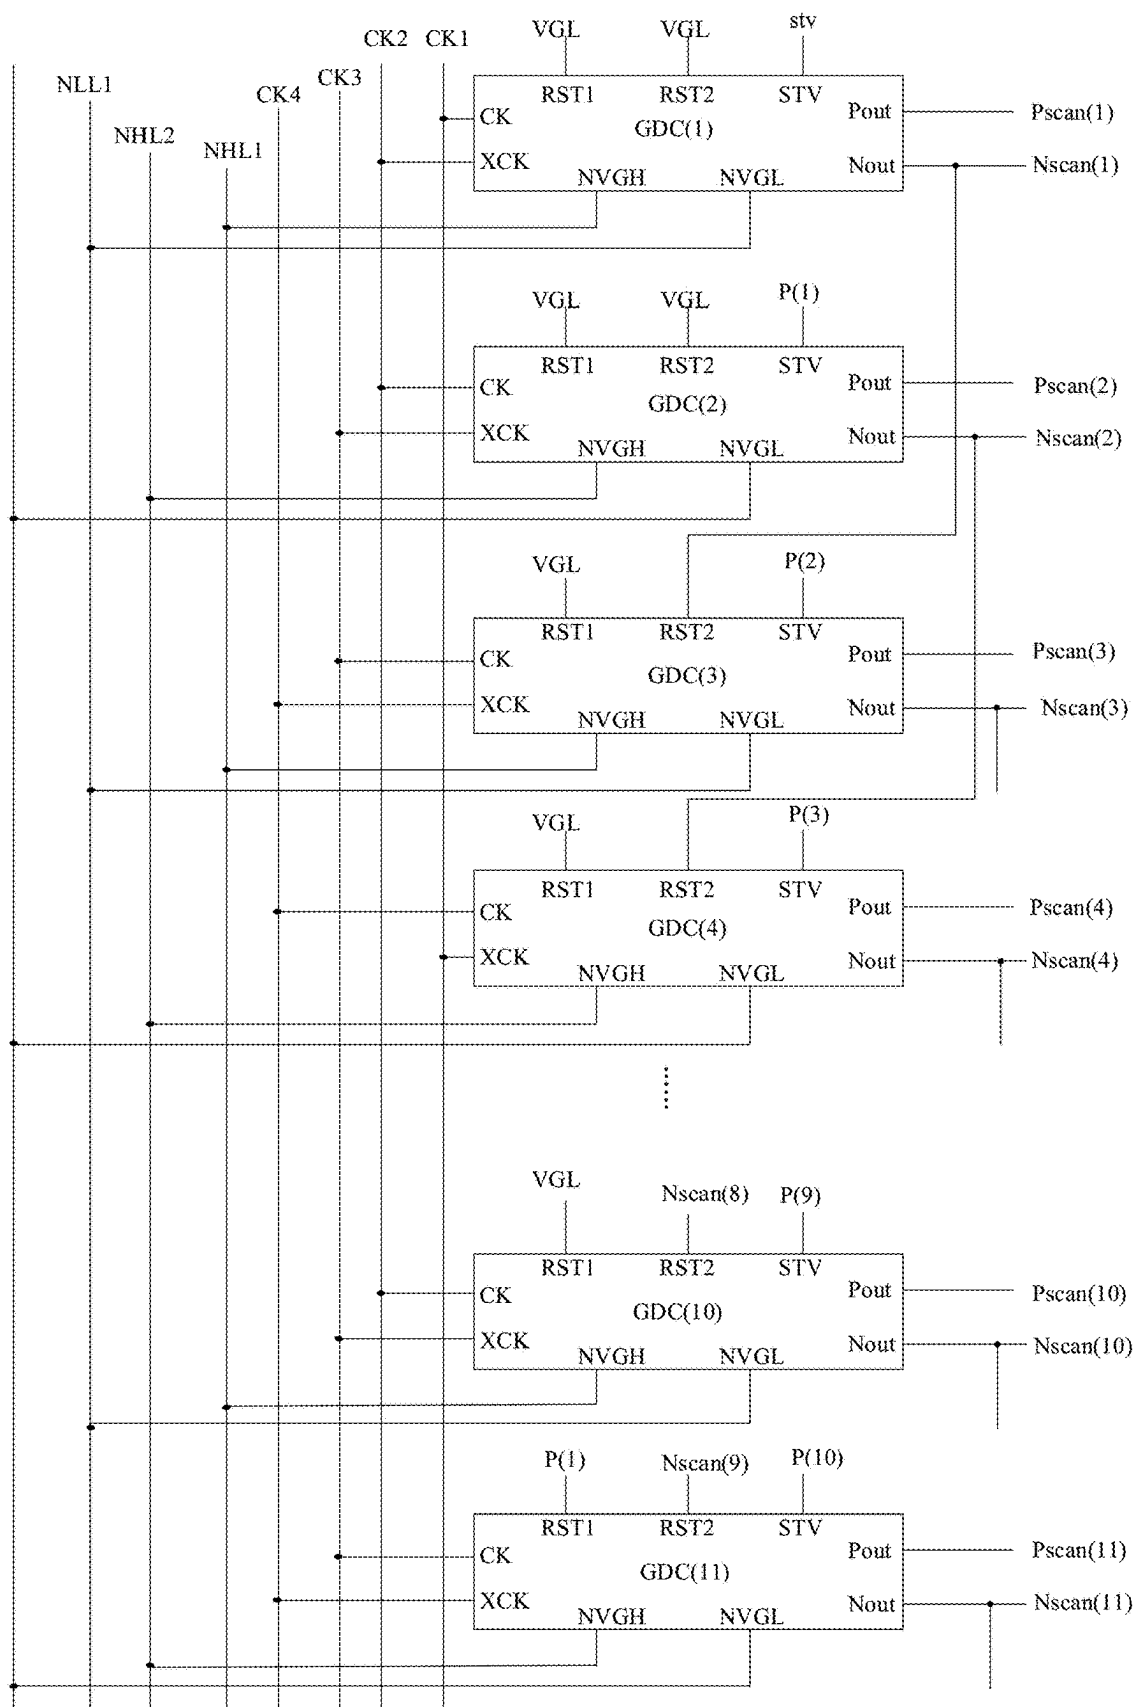 VGL VGL stv
CK2 CK1
NLL1 CK4 CK3
NHL2 NHL1
RST1 RST2 STV
CK GDC(1) Pout Pscan(1)
XCK NVGH NVGL Nout Nscan(1)
VGL VGL P(1)
RST1 RST2 STV
CK GDC(2) Pout Pscan(2)
XCK NVGH NVGL Nout Nscan(2)
VGL P(2)
RST1 RST2 STV
CK GDC(3) Pout Pscan(3)
XCK NVGH NVGL Nout Nscan(3)
VGL P(3)
RST1 RST2 STV
CK GDC(4) Pout Pscan(4)
XCK NVGH NVGL Nout Nscan(4)
VGL Nscan(8) P(9)
RST1 RST2 STV
CK GDC(10) Pout Pscan(10)
XCK NVGH NVGL Nout Nscan(10)
P(1) Nscan(9) P(10)
RST1 RST2 STV
CK GDC(11) Pout Pscan(11)
XCK NVGH NVGL Nout Nscan(11)